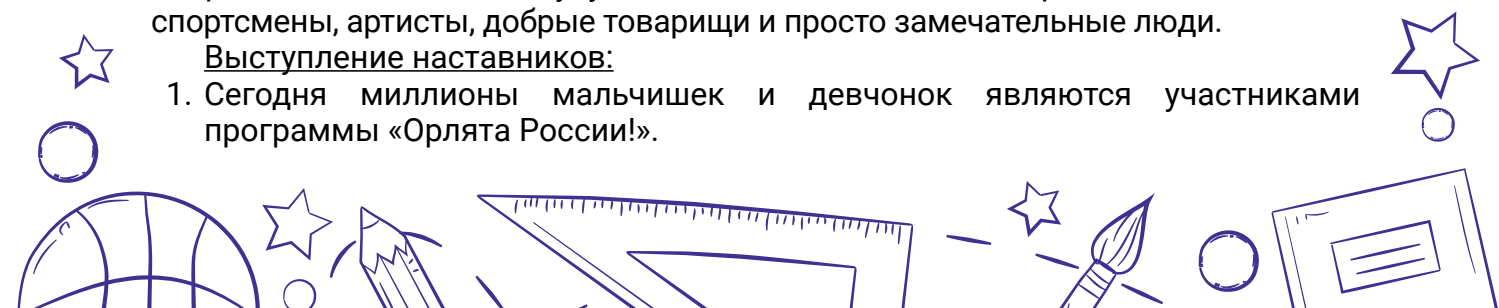 спортсмены, артисты, добрые товарищи и просто замечательные люди.
Выступление наставников:
1. Сегодня миллионы мальчишек и девчонок являются участниками
программы «Орлята России!».